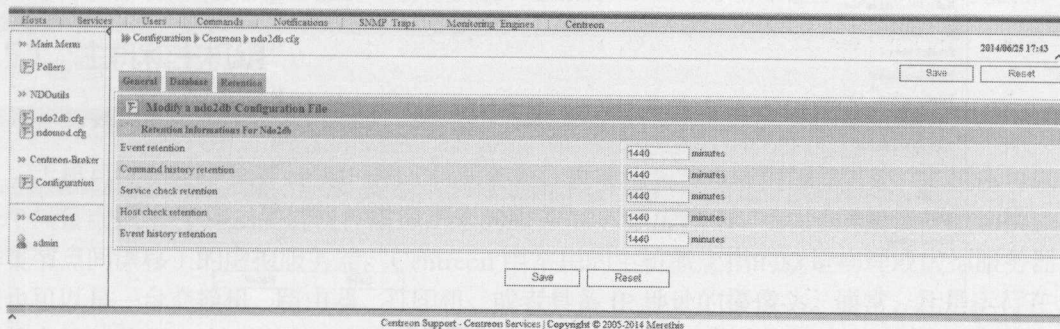 Hosts Services Users Commands Notifications SNMP Traps Monitoring Engines Centreon
Configuration Centreon ndo2db cfg
2014/06/25 17:43
Main Menu
Pollers
NDOutils
ndo2db cfg
ndomod.cfg
Centreon-Broker
Configuration
Connected
admin
Save Reset
General Database Retention
Modify a ndo2db Configuration File
Retention Informations For Ndo2db
Event retention 1440 minutes
Command history retention 1440 minutes
Service check retention 1440 minutes
Host check retention 1440 minutes
Event history retention 1440 minutes
Save Reset
Centreon Support - Centreon Services | Copyright © 2005-2014 Merethis